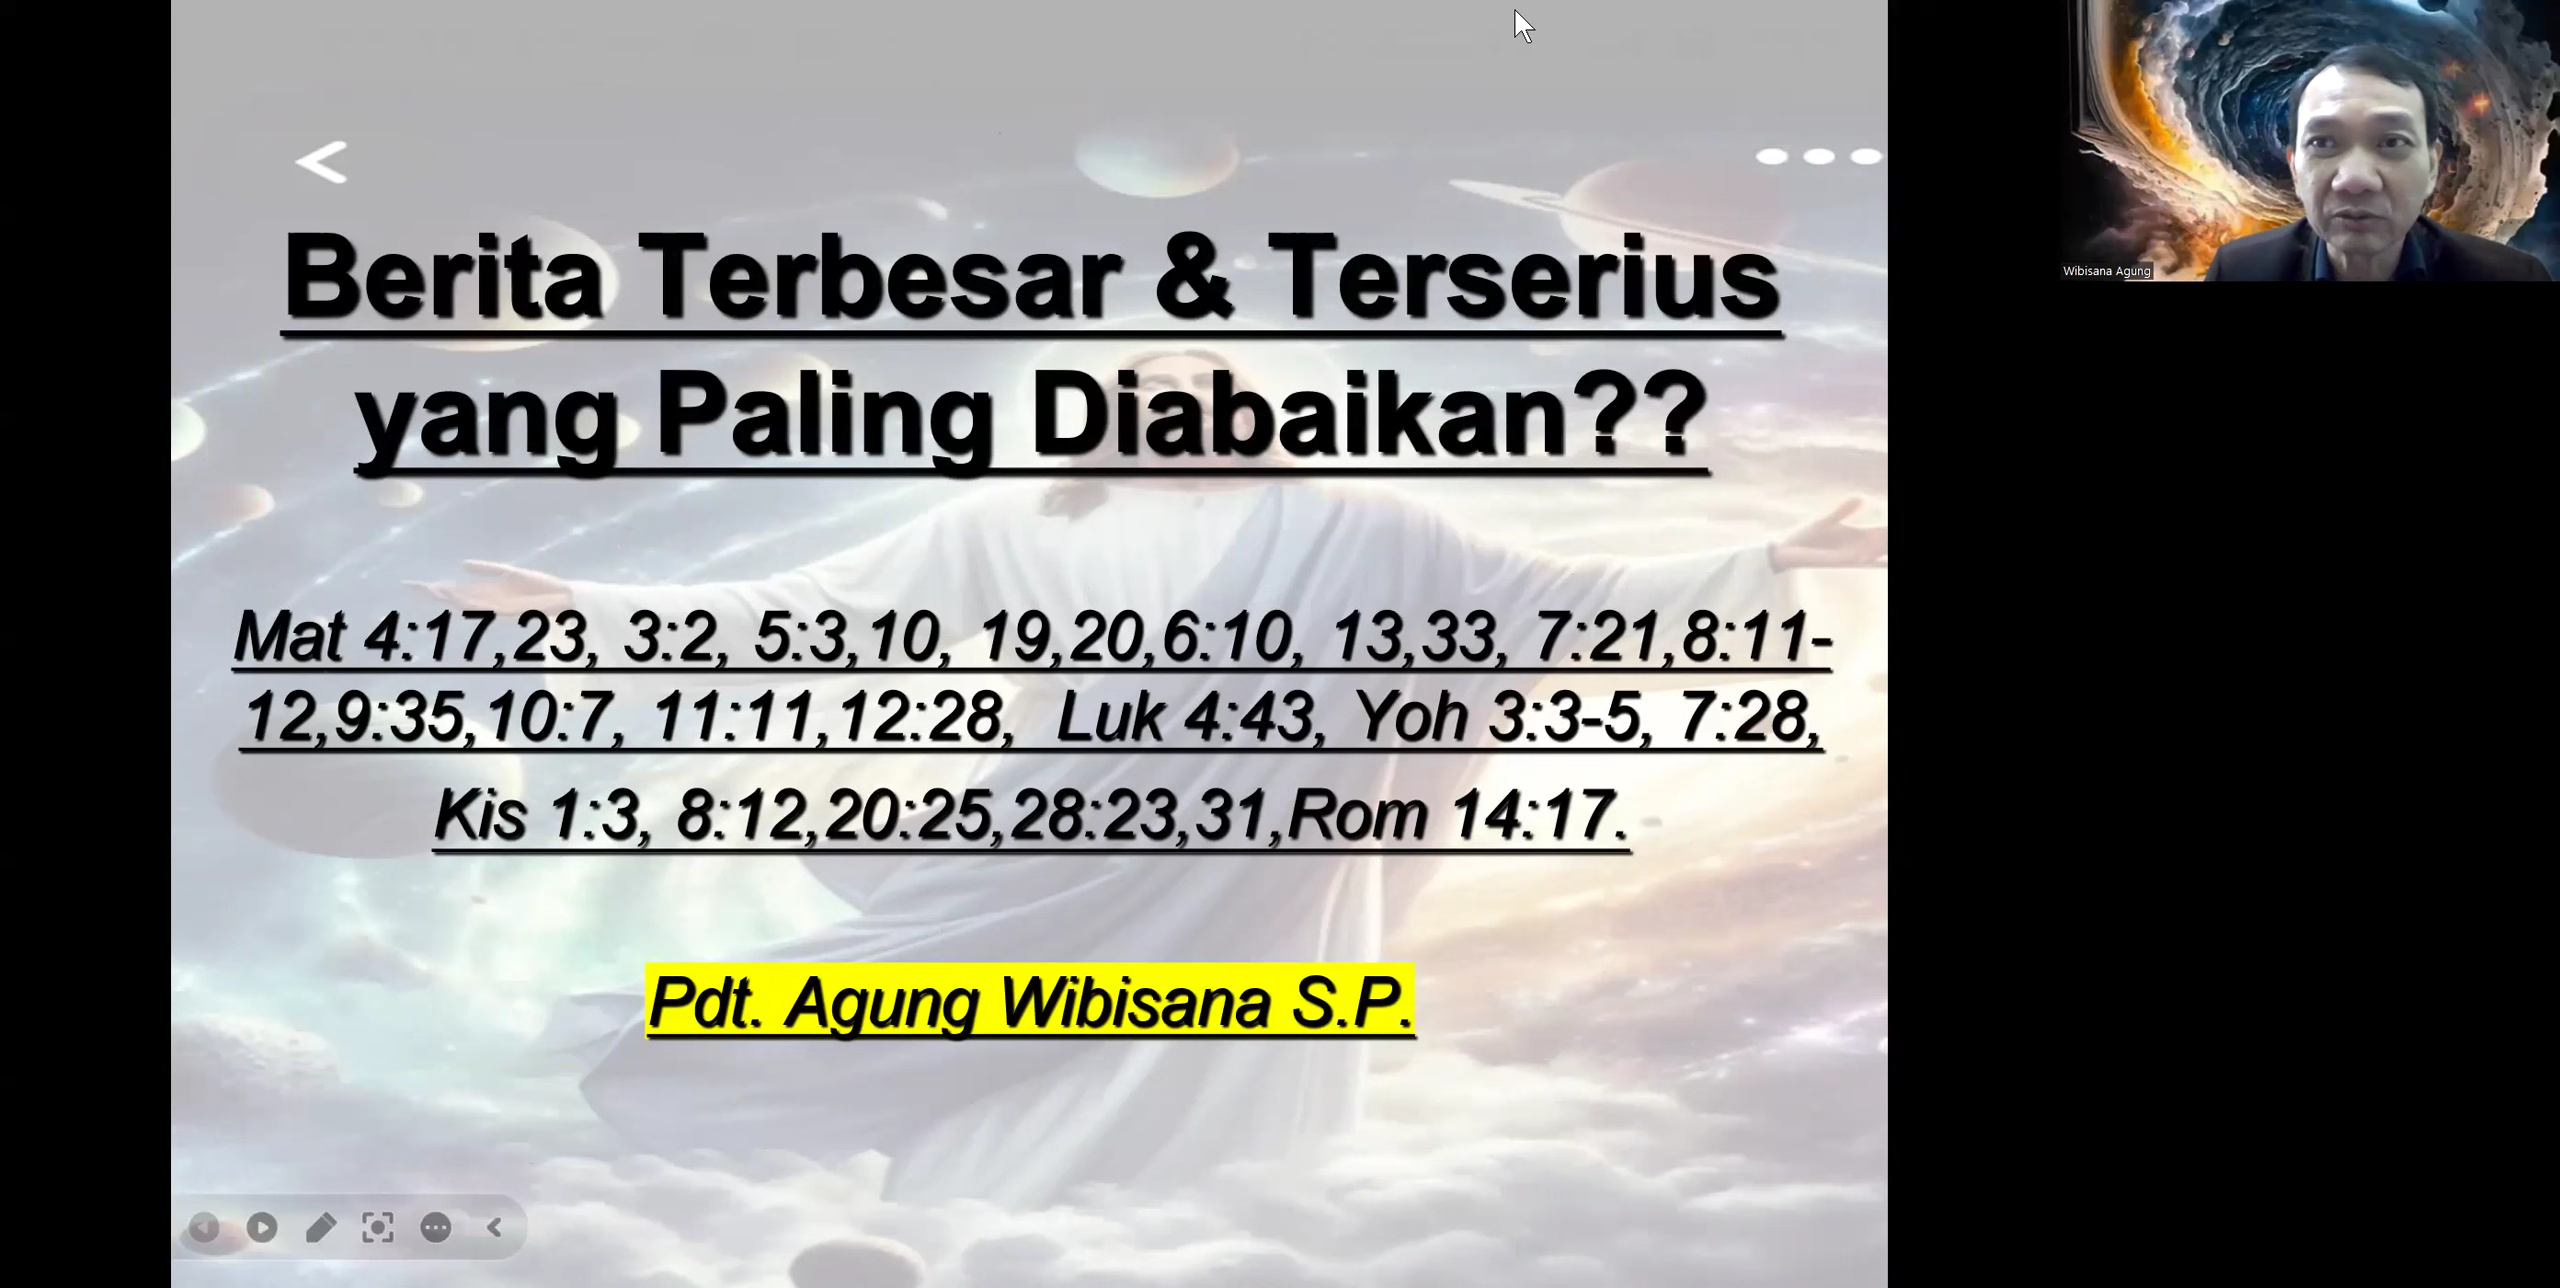 Berita Terbesar & Terserius
yang Paling Diabaikan??
Mat 4:17,23, 3:2, 5:3,10, 19,20,6:10, 13,33, 7:21,8:11-
12,9:35,10:7, 11:11,12:28, Luk 4:43, Yoh 3:3-5, 7:28,
Kis 1:3, 8:12,20:25,28:23,31,Rom 14:17.
Pdt. Agung Wibisana S.P.
Wibisana Agung